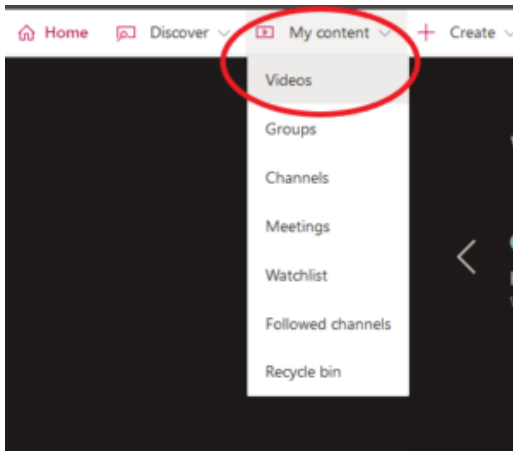 Home Discover My content Create
Videos
Groups
Channels
Meetings
Watchlist
Followed channels
Recycle bin